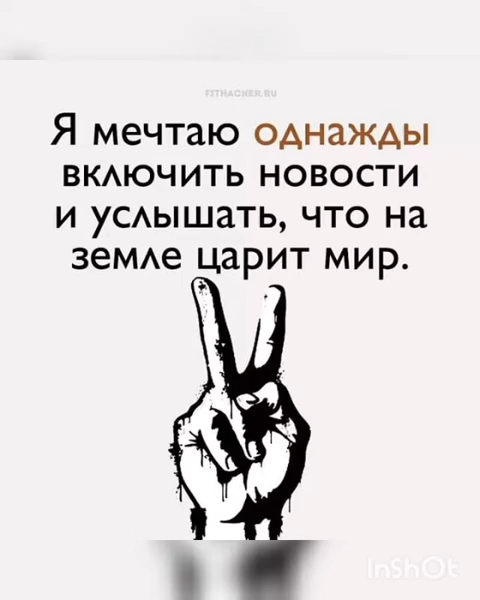 FITHACKER.RU
Я мечтаю однажды
включить новости
и услышать, что на
земле царит мир.
InShOt